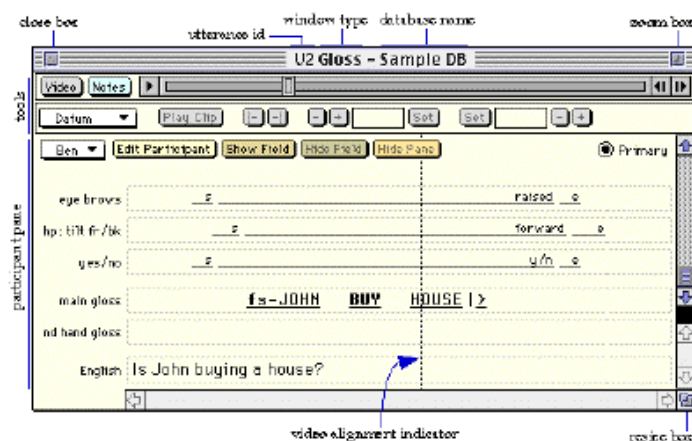 close box
utterance id
window type
database name
zoom box
U2 Gloss – Sample DB
Video
Notes
tools
Datum
Play Clip
|-
-|
-
+
Set
Set
-
+
Ben
Edit Participant
Show Field
Hide Field
Hide Pane
Primary
participant pane
eye brows s raised e
hp: tilt fr/bk s forward e
yes/no s y/n e
main gloss fs-JOHN BUY HOUSE |>
nd hand gloss
English Is John buying a house?
video alignment indicator
resize box